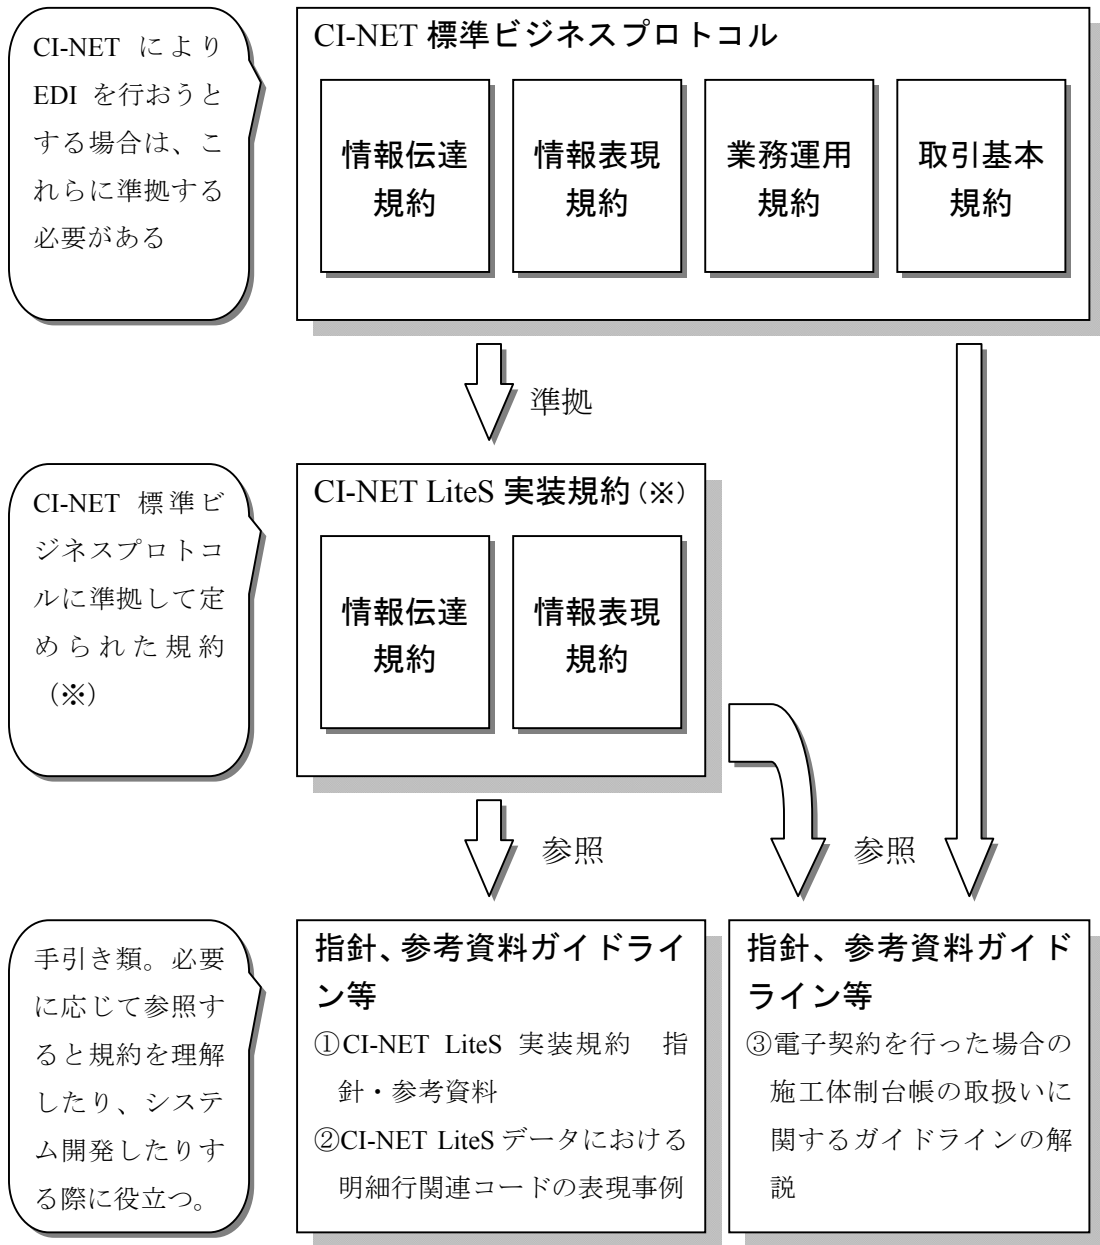 CI-NET により
EDI を行おうと
する場合は、こ
れらに準拠する
必要がある
CI-NET 標準ビジネスプロトコル
情報伝達
規約
情報表現
規約
業務運用
規約
取引基本
規約
準拠
CI-NET 標準ビ
ジネスプロトコ
ルに準拠して定
められた規約
（※）
CI-NET LiteS 実装規約（※）
情報伝達
規約
情報表現
規約
参照
参照
手引き類。必要
に応じて参照す
ると規約を理解
したり、システ
ム開発したりす
る際に役立つ。
指針、参考資料ガイドライ
ン等
①CI-NET LiteS 実装規約 指
針・参考資料
②CI-NET LiteS データにおける
明細行関連コードの表現事例
指針、参考資料ガイド
ライン等
③電子契約を行った場合の
施工体制台帳の取扱いに
関するガイドラインの解
説